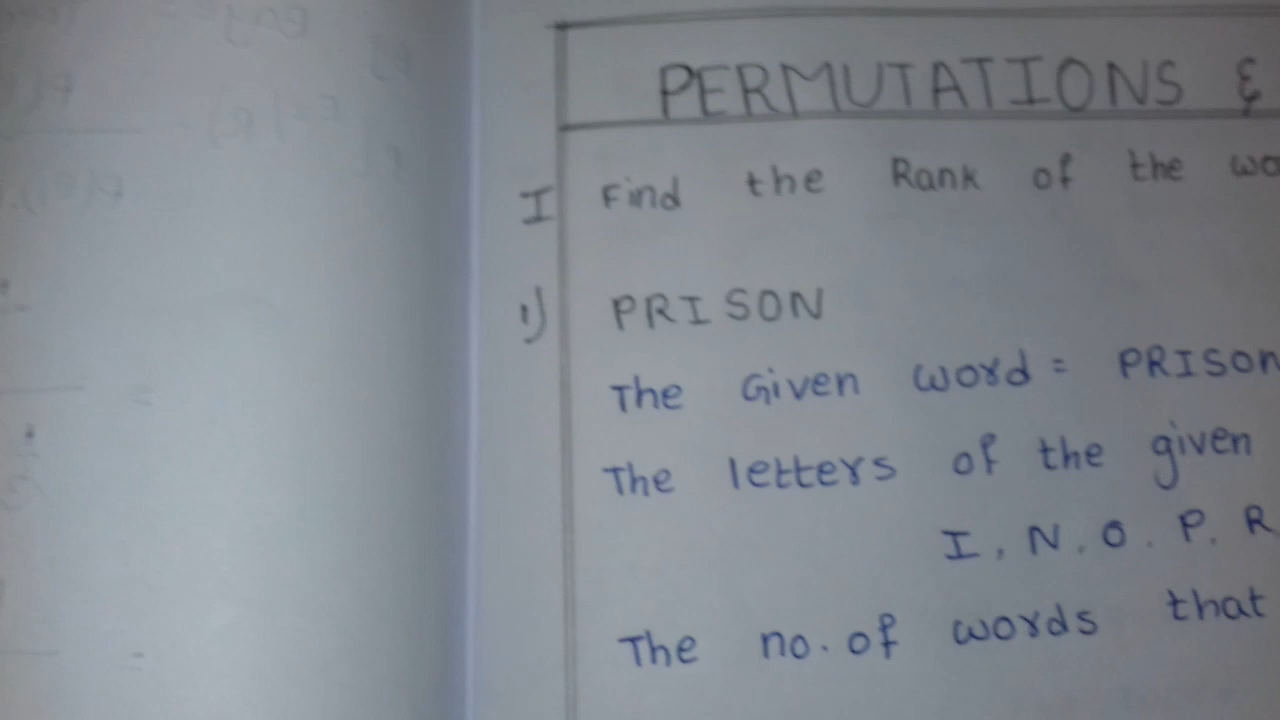 PERMUTATIONS &
I Find the Rank of the wo
1) PRISON
The Given word = PRISON
The letters of the given
I, N, O, P, R
The no. of words that